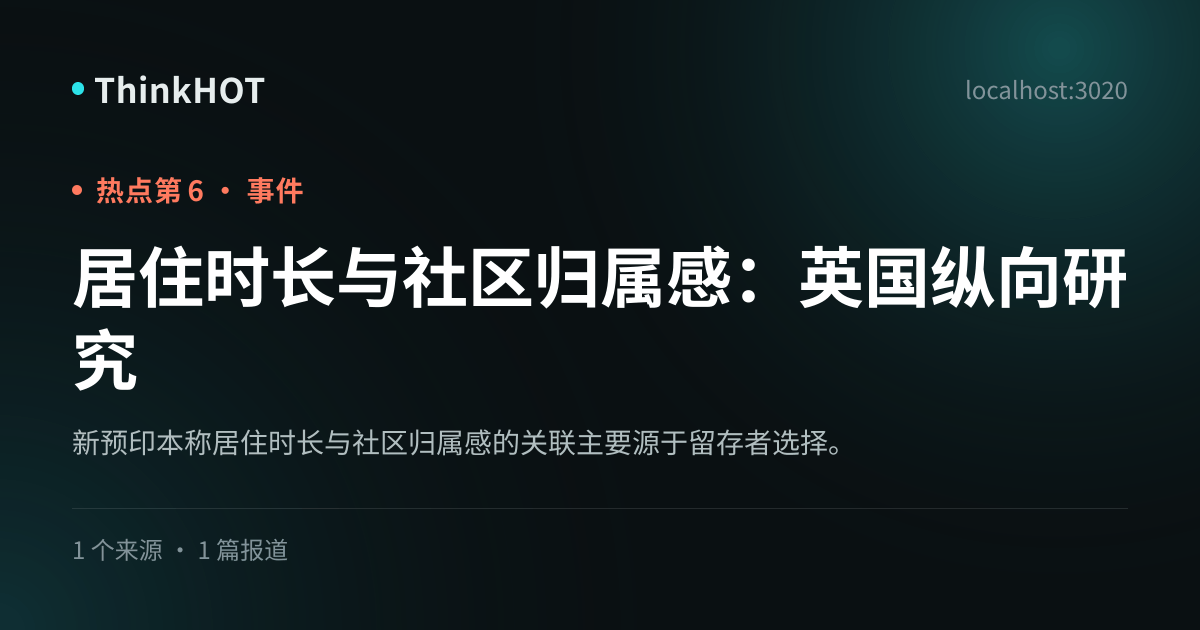 ThinkHOT
localhost:3020
热点第 6 · 事件
居住时长与社区归属感：英国纵向研
究
新预印本称居住时长与社区归属感的关联主要源于留存者选择。
1 个来源 · 1 篇报道